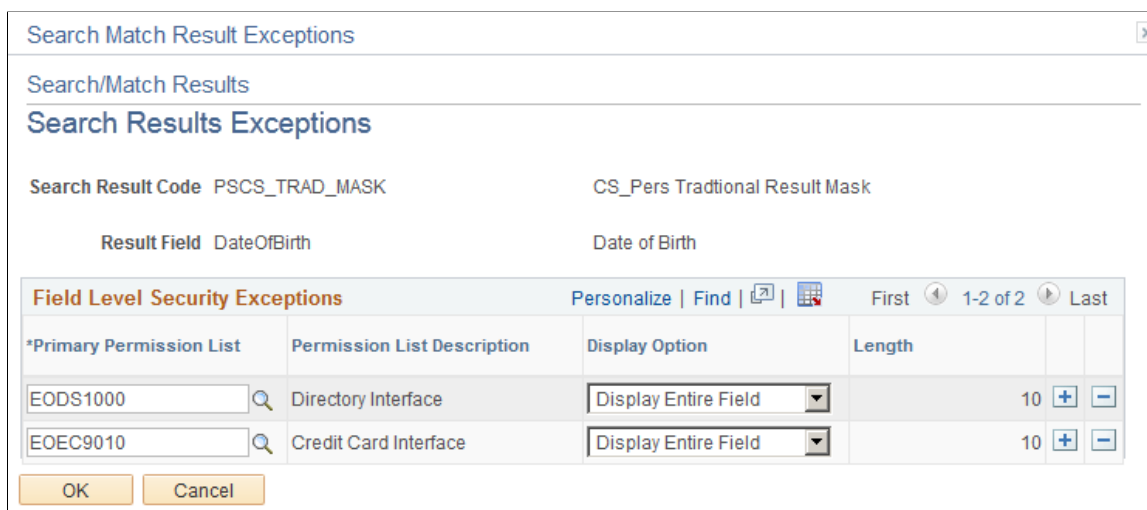 Search Match Result Exceptions
Search/Match Results
Search Results Exceptions
Search Result Code PSCS_TRAD_MASK CS_Pers Tradtional Result Mask
Result Field DateOfBirth Date of Birth
Field Level Security Exceptions Personalize | Find | | First 1-2 of 2 Last
*Primary Permission List Permission List Description Display Option Length
EODS1000 Directory Interface Display Entire Field 10
EOEC9010 Credit Card Interface Display Entire Field 10
OK Cancel